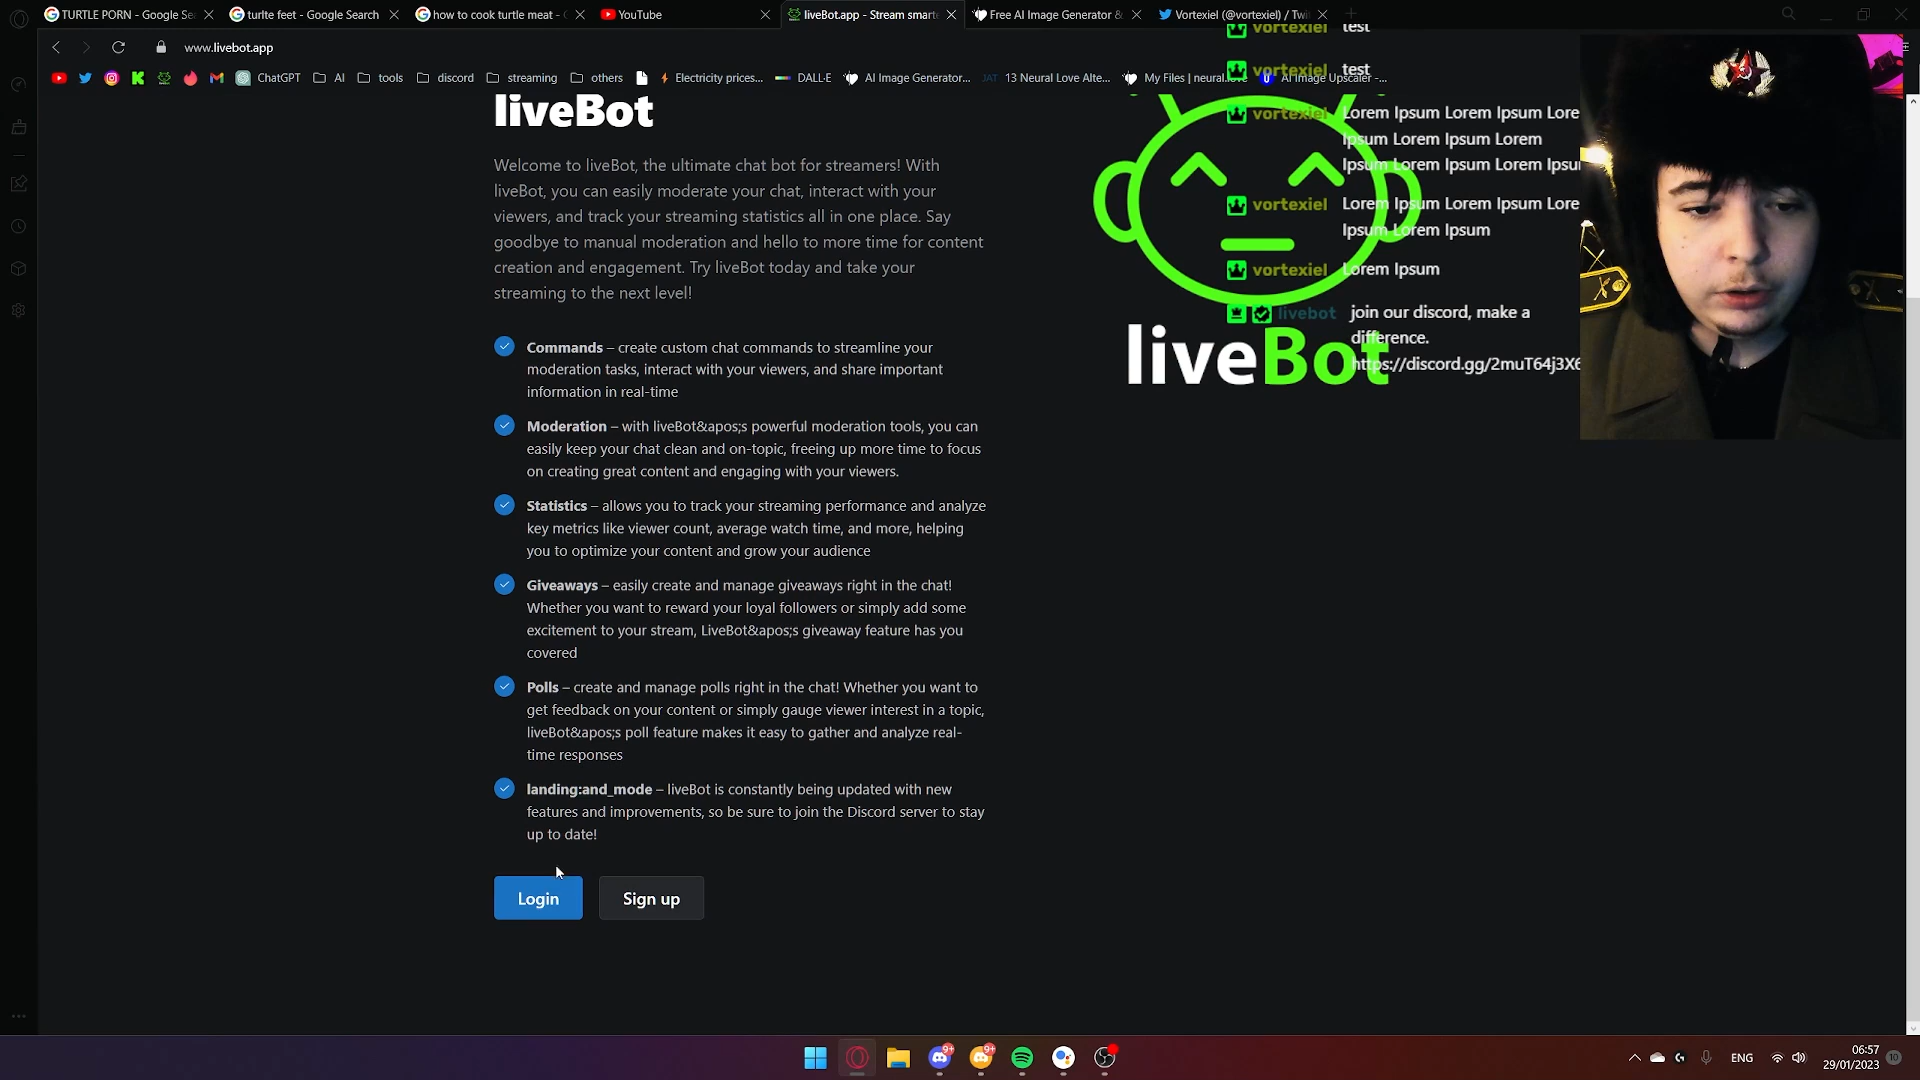 TURTLE PORN - Google Se
turlte feet - Google Search
how to cook turtle meat -
YouTube
liveBot.app - Stream smarte
Free AI Image Generator &
Vortexiel (@vortexiel) / Twi
www.livebot.app
ChatGPT
AI
tools
discord
streaming
others
Electricity prices...
DALL·E
AI Image Generator...
JAT
13 Neural Love Alte...
My Files | neural.love
U
AI Image Upscaler -...
liveBot
Welcome to liveBot, the ultimate chat bot for streamers! With
liveBot, you can easily moderate your chat, interact with your
viewers, and track your streaming statistics all in one place. Say
goodbye to manual moderation and hello to more time for content
creation and engagement. Try liveBot today and take your
streaming to the next level!
Commands – create custom chat commands to streamline your
moderation tasks, interact with your viewers, and share important
information in real-time
Moderation – with liveBot&apos;s powerful moderation tools, you can
easily keep your chat clean and on-topic, freeing up more time to focus
on creating great content and engaging with your viewers.
Statistics – allows you to track your streaming performance and analyze
key metrics like viewer count, average watch time, and more, helping
you to optimize your content and grow your audience
Giveaways – easily create and manage giveaways right in the chat!
Whether you want to reward your loyal followers or simply add some
excitement to your stream, LiveBot&apos;s giveaway feature has you
covered
Polls – create and manage polls right in the chat! Whether you want to
get feedback on your content or simply gauge viewer interest in a topic,
liveBot&apos;s poll feature makes it easy to gather and analyze real-
time responses
landing:and_mode – liveBot is constantly being updated with new
features and improvements, so be sure to join the Discord server to stay
up to date!
Login
Sign up
vortexiel test
vortexiel test
vortexiel Lorem Ipsum Lorem Ipsum Lore
Ipsum Lorem Ipsum Lorem
Ipsum Lorem Ipsum Lorem Ipsu
vortexiel Lorem Ipsum Lorem Ipsum Lore
Ipsum Lorem Ipsum
vortexiel Lorem Ipsum
livebot join our discord, make a
difference.
https://discord.gg/2muT64j3X6
liveBot
9+
9+
ENG
06:57
29/01/2023
10